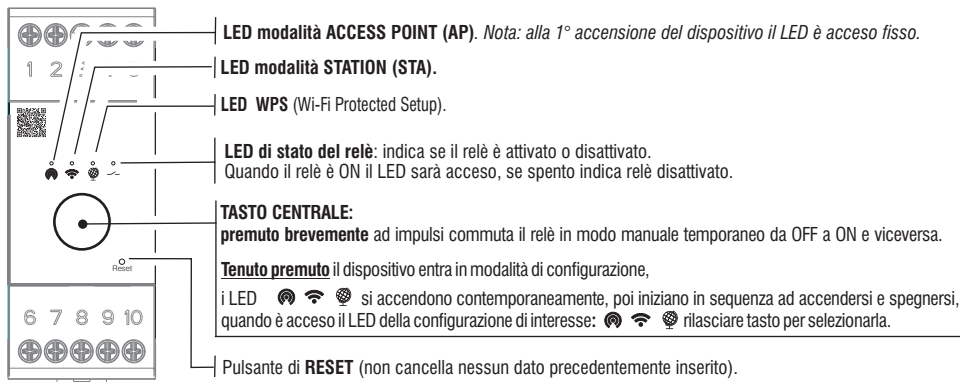 LED modalità ACCESS POINT (AP). Nota: alla 1° accensione del dispositivo il LED è acceso fisso.
1 2
LED modalità STATION (STA).
LED WPS (Wi-Fi Protected Setup).
LED di stato del relè: indica se il relè è attivato o disattivato.
Quando il relè è ON il LED sarà acceso, se spento indica relè disattivato.
TASTO CENTRALE:
premuto brevemente ad impulsi commuta il relè in modo manuale temporaneo da OFF a ON e viceversa.
Tenuto premuto il dispositivo entra in modalità di configurazione,
i LED si accendono contemporaneamente, poi iniziano in sequenza ad accendersi e spegnersi,
quando è acceso il LED della configurazione di interesse: rilasciare tasto per selezionarla.
Reset
6 7 8 9 10
Pulsante di RESET (non cancella nessun dato precedentemente inserito).